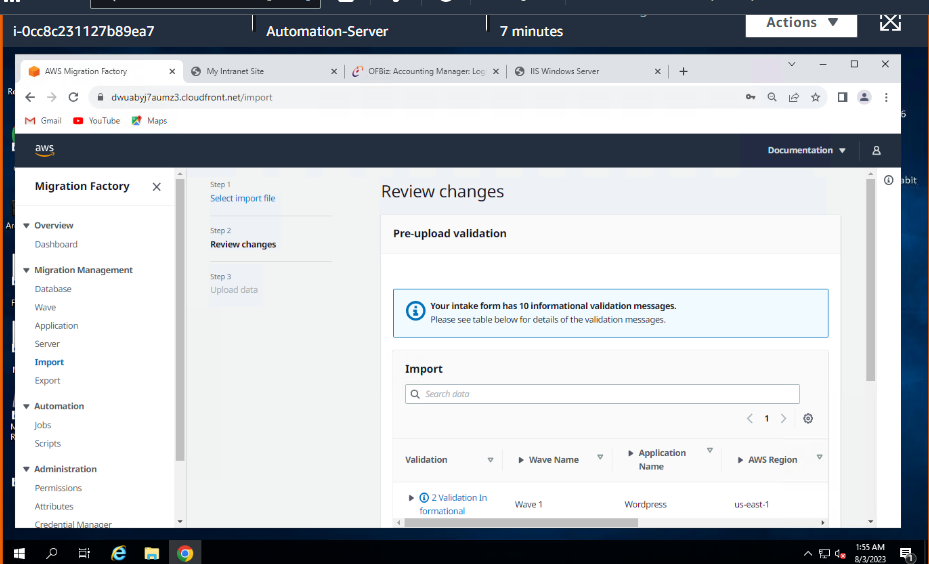 i-0cc8c231127b89ea7
Automation-Server
7 minutes
Actions
AWS Migration Factory
My Intranet Site
OFBiz: Accounting Manager: Log
IIS Windows Server
dwuabyj7aumz3.cloudfront.net/import
Gmail
YouTube
Maps
aws
Documentation
Migration Factory
Overview
Dashboard
Migration Management
Database
Wave
Application
Server
Import
Export
Automation
Jobs
Scripts
Administration
Permissions
Attributes
Credential Manager
Step 1
Select import file
Step 2
Review changes
Step 3
Upload data
Review changes
Pre-upload validation
Your intake form has 10 informational validation messages.
Please see table below for details of the validation messages.
Import
Search data
1
Validation
Wave Name
Application
Name
AWS Region
2 Validation In
formational
Wave 1
Wordpress
us-east-1
1:55 AM
8/3/2023
1